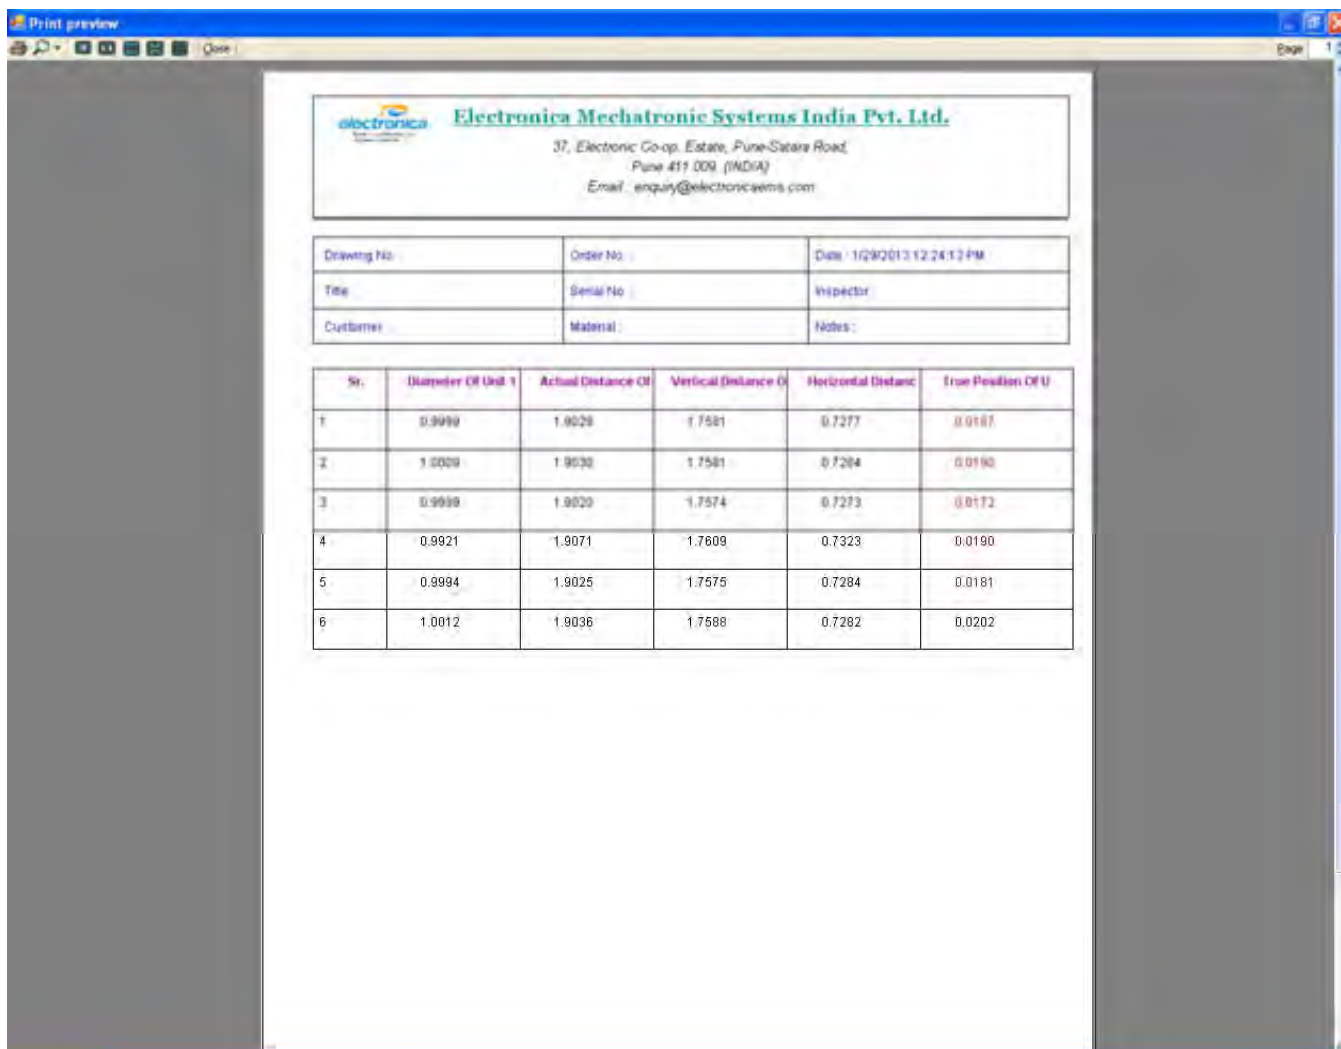 Print preview
Close
Page 1
electronica
Electronica Mechatronic Systems India Pvt. Ltd.
37, Electronic Co-op. Estate, Pune-Satara Road,
Pune 411 009. (INDIA)
Email : enquiry@electronicaems.com
Drawing No Order No : Date : 1/29/2013 12:24:13 PM
Title Serial No : Inspector
Customer Material : Notes :
Sr. Diameter Of Unit 1 Actual Distance Of Vertical Distance O Horizontal Distanc True Position Of U
1 0.9999 1.9028 1.7581 0.7277 0.0187
2 1.0009 1.9030 1.7581 0.7284 0.0190
3 0.9999 1.9020 1.7574 0.7273 0.0172
4 0.9921 1.9071 1.7609 0.7323 0.0190
5 0.9994 1.9025 1.7575 0.7284 0.0181
6 1.0012 1.9036 1.7588 0.7282 0.0202